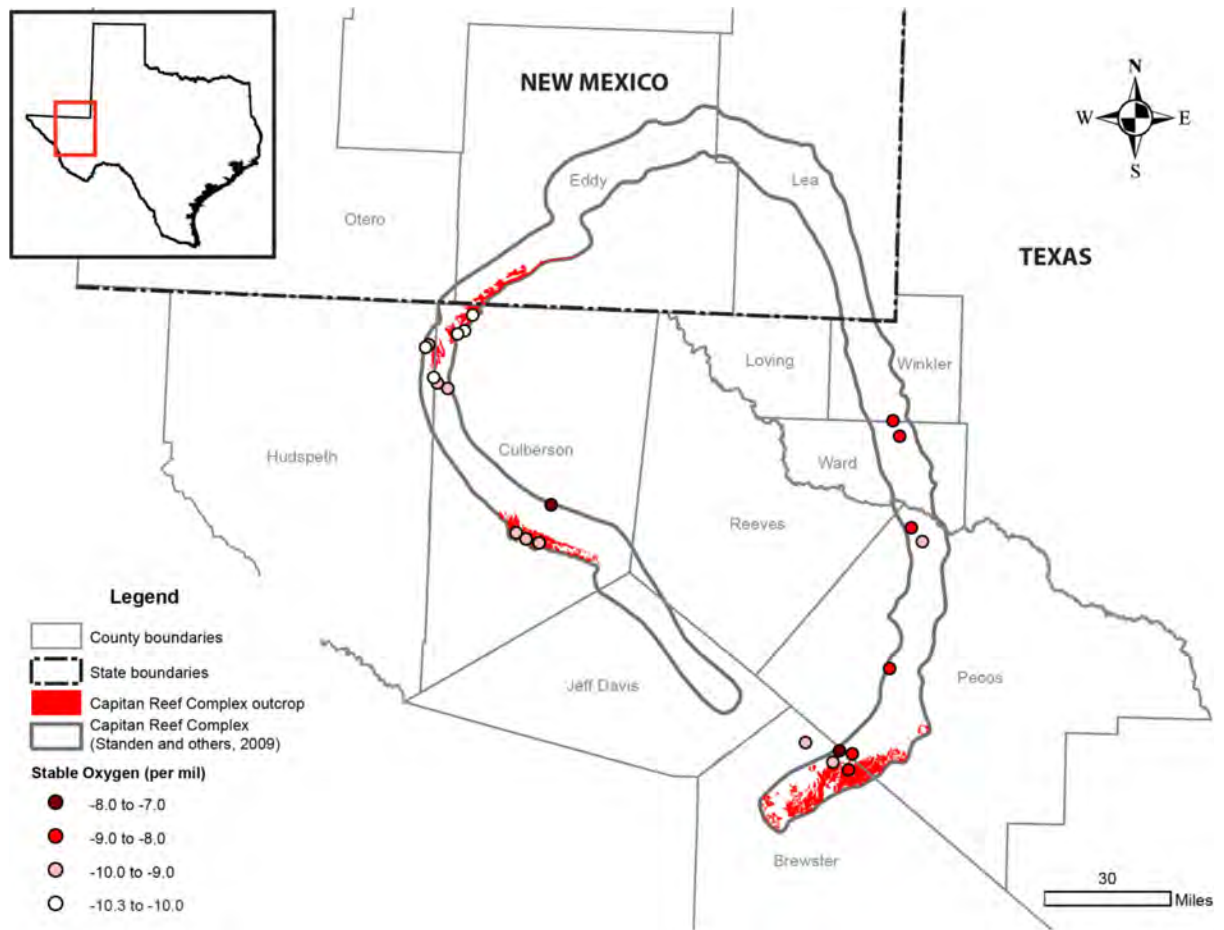 NEW MEXICO
N
W
E
S
Eddy
Lea
Otero
TEXAS
Loving
Winkler
Hudspeth
Culberson
Ward
Reeves
Jeff Davis
Pecos
Brewster
Legend
County boundaries
State boundaries
Capitan Reef Complex outcrop
Capitan Reef Complex
(Standen and others, 2009)
Stable Oxygen (per mil)
-8.0 to -7.0
-9.0 to -8.0
-10.0 to -9.0
-10.3 to -10.0
30
Miles